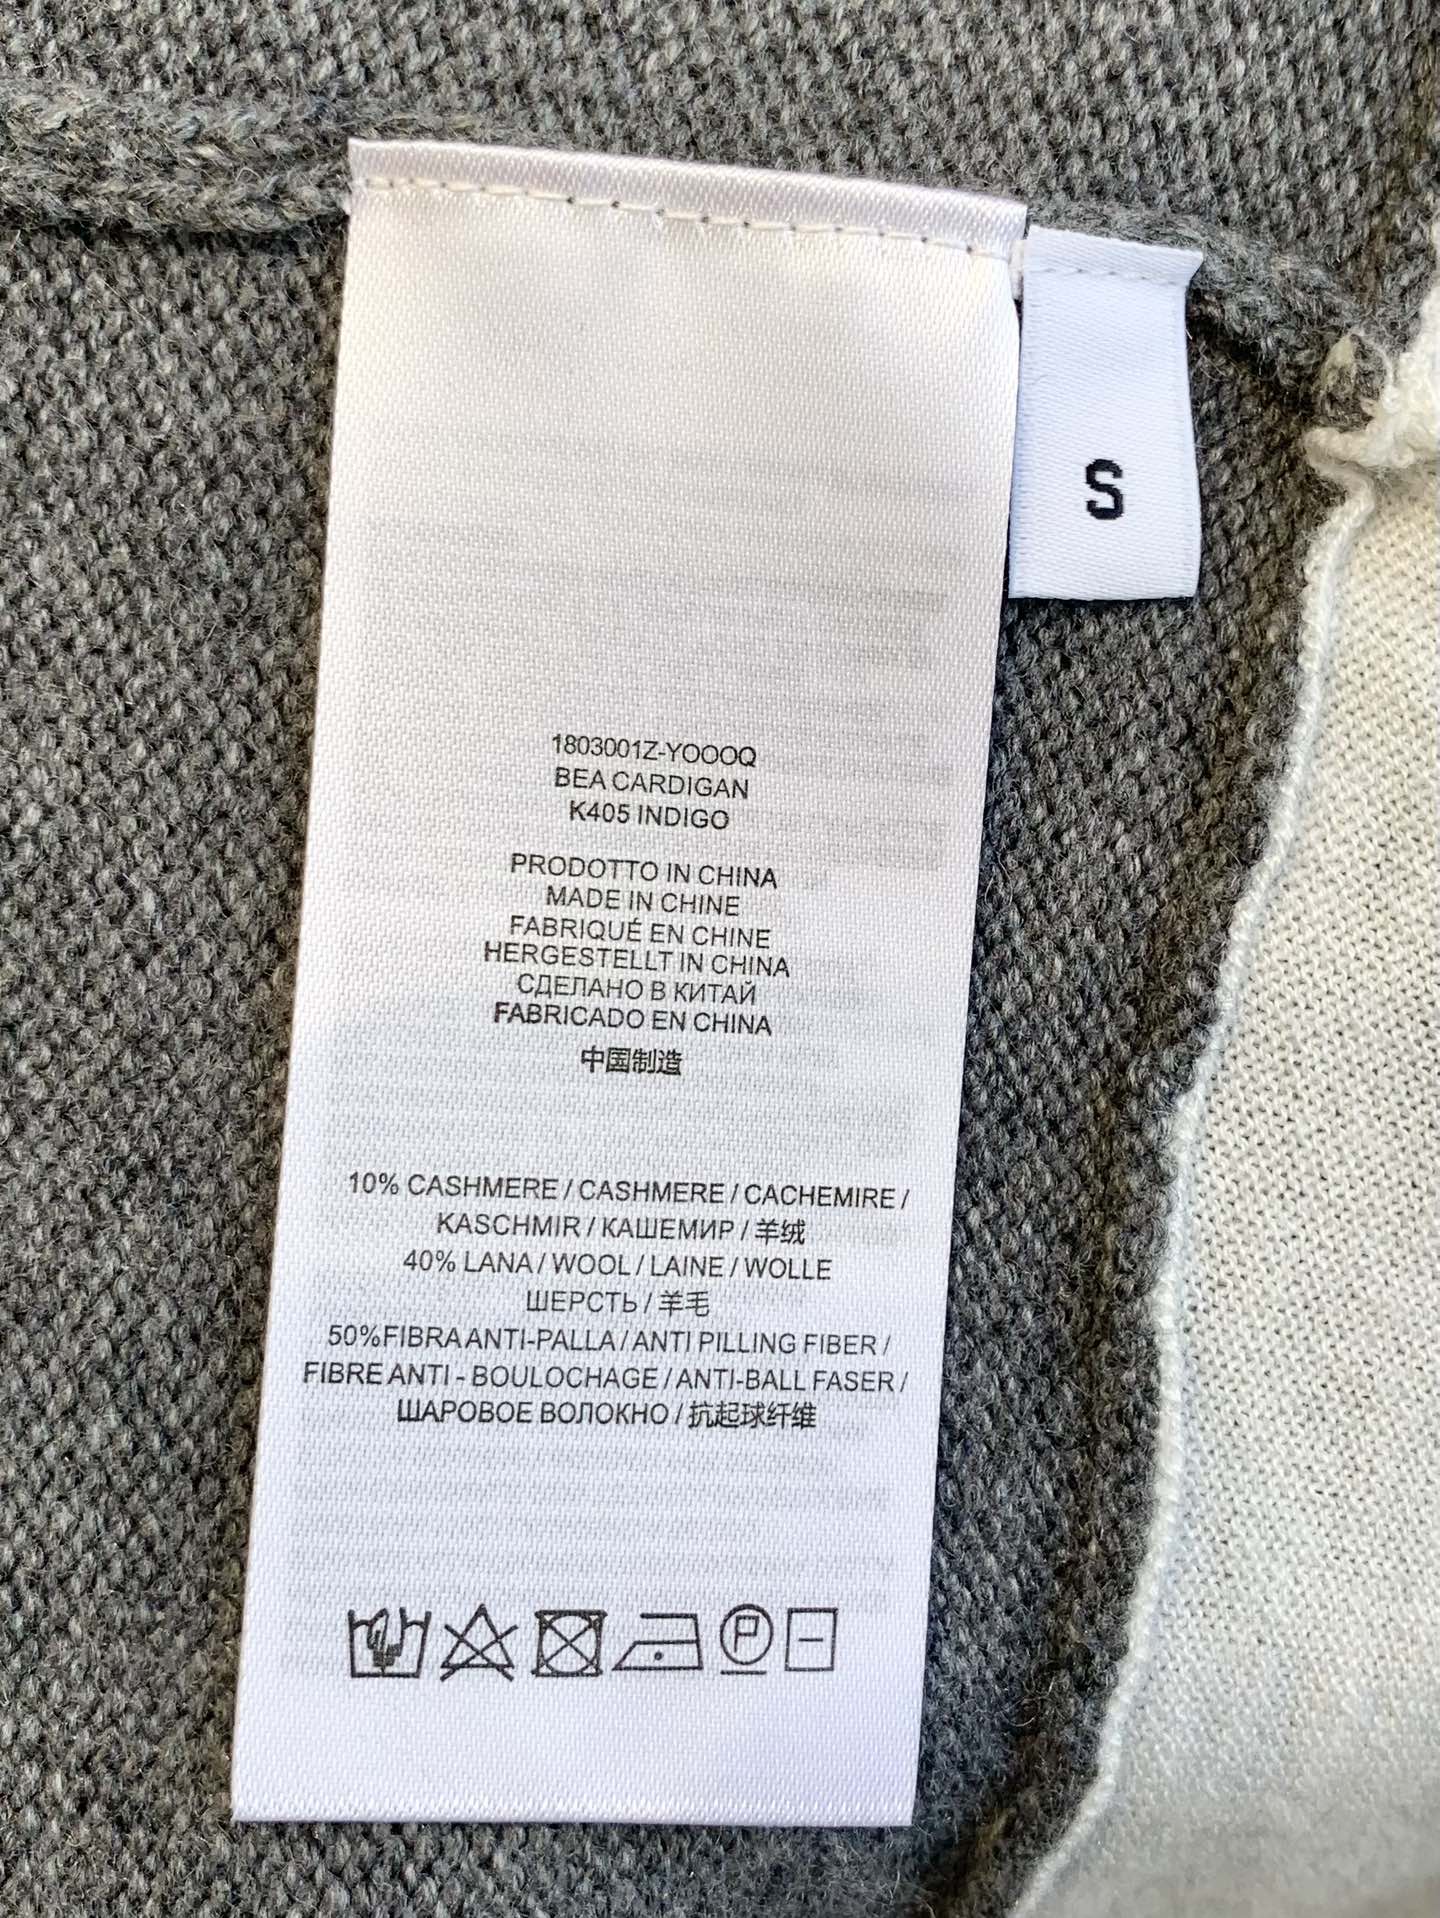 S
1803001Z-YOOOQ
BEA CARDIGAN
K405 INDIGO
PRODOTTO IN CHINA
MADE IN CHINE
FABRIQUÉ EN CHINE
HERGESTELLT IN CHINA
СДЕЛАНО В КИТАЙ
FABRICADO EN CHINA
中国制造
10% CASHMERE / CASHMERE / CACHEMIRE /
KASCHMIR / КАШЕМИР / 羊绒
40% LANA / WOOL / LAINE / WOLLE
ШЕРСТЬ / 羊毛
50%FIBRA ANTI-PALLA / ANTI PILLING FIBER /
FIBRE ANTI - BOULOCHAGE / ANTI-BALL FASER /
ШАРОВОЕ ВОЛОКНО / 抗起球纤维
P